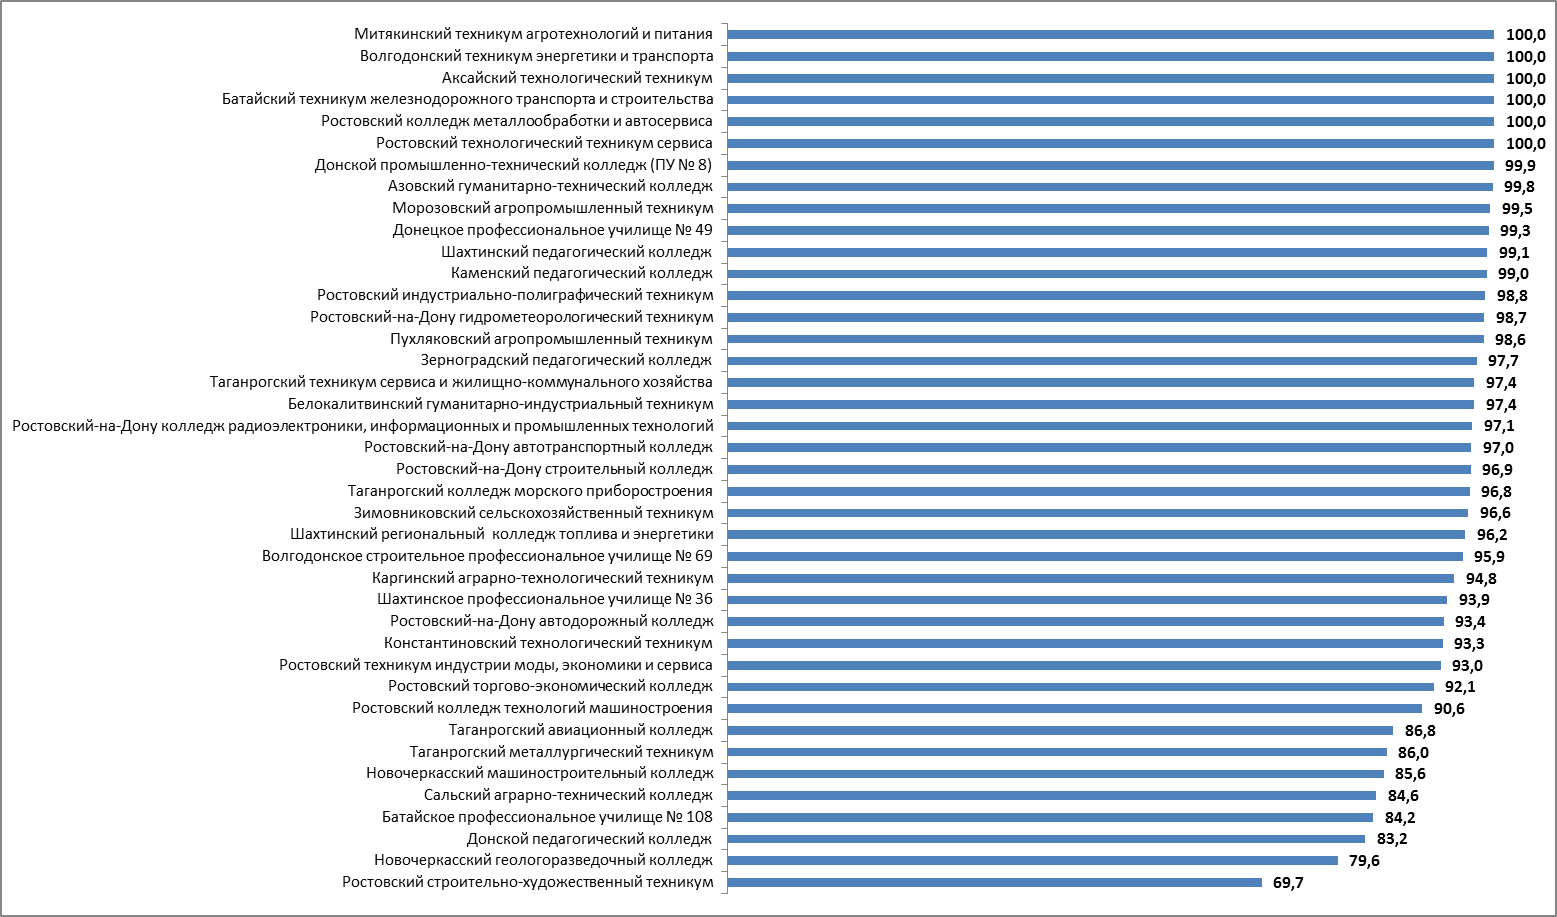 Митякинский техникум агротехнологий и питания 100,0
Волгодонский техникум энергетики и транспорта 100,0
Аксайский технологический техникум 100,0
Батайский техникум железнодорожного транспорта и строительства 100,0
Ростовский колледж металлообработки и автосервиса 100,0
Ростовский технологический техникум сервиса 100,0
Донской промышленно-технический колледж (ПУ № 8) 99,9
Азовский гуманитарно-технический колледж 99,8
Морозовский агропромышленный техникум 99,5
Донецкое профессиональное училище № 49 99,3
Шахтинский педагогический колледж 99,1
Каменский педагогический колледж 99,0
Ростовский индустриально-полиграфический техникум 98,8
Ростовский-на-Дону гидрометеорологический техникум 98,7
Пухляковский агропромышленный техникум 98,6
Зерноградский педагогический колледж 97,7
Таганрогский техникум сервиса и жилищно-коммунального хозяйства 97,4
Белокалитвинский гуманитарно-индустриальный техникум 97,4
Ростовский-на-Дону колледж радиоэлектроники, информационных и промышленных технологий 97,1
Ростовский-на-Дону автотранспортный колледж 97,0
Ростовский-на-Дону строительный колледж 96,9
Таганрогский колледж морского приборостроения 96,8
Зимовниковский сельскохозяйственный техникум 96,6
Шахтинский региональный  колледж топлива и энергетики 96,2
Волгодонское строительное профессиональное училище № 69 95,9
Каргинский аграрно-технологический техникум 94,8
Шахтинское профессиональное училище № 36 93,9
Ростовский-на-Дону автодорожный колледж 93,4
Константиновский технологический техникум 93,3
Ростовский техникум индустрии моды, экономики и сервиса 93,0
Ростовский торгово-экономический колледж 92,1
Ростовский колледж технологий машиностроения 90,6
Таганрогский авиационный колледж 86,8
Таганрогский металлургический техникум 86,0
Новочеркасский машиностроительный колледж 85,6
Сальский аграрно-технический колледж 84,6
Батайское профессиональное училище № 108 84,2
Донской педагогический колледж 83,2
Новочеркасский геологоразведочный колледж 79,6
Ростовский строительно-художественный техникум 69,7